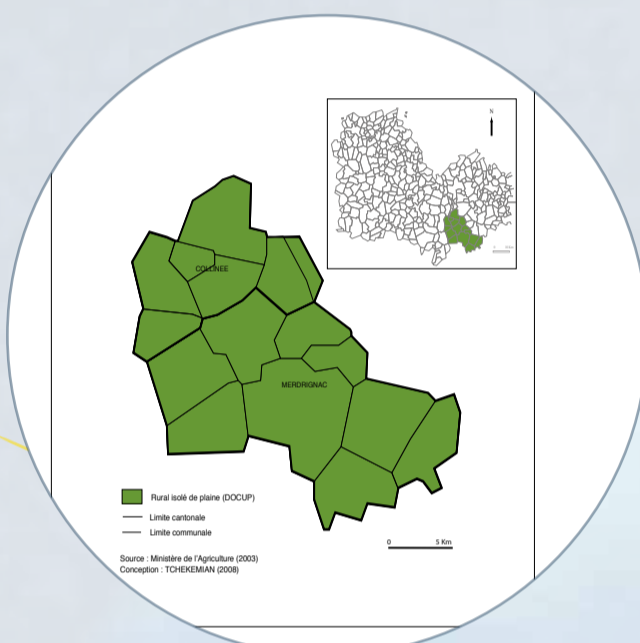 N
COLLINEE
MERDRIGNAC
Rural isolé de plaine (DOCUP)
Limite cantonale
Limite communale
0 5 Km
Source : Ministère de l'Agriculture (2003)
Conception : TCHEKEMIAN (2008)